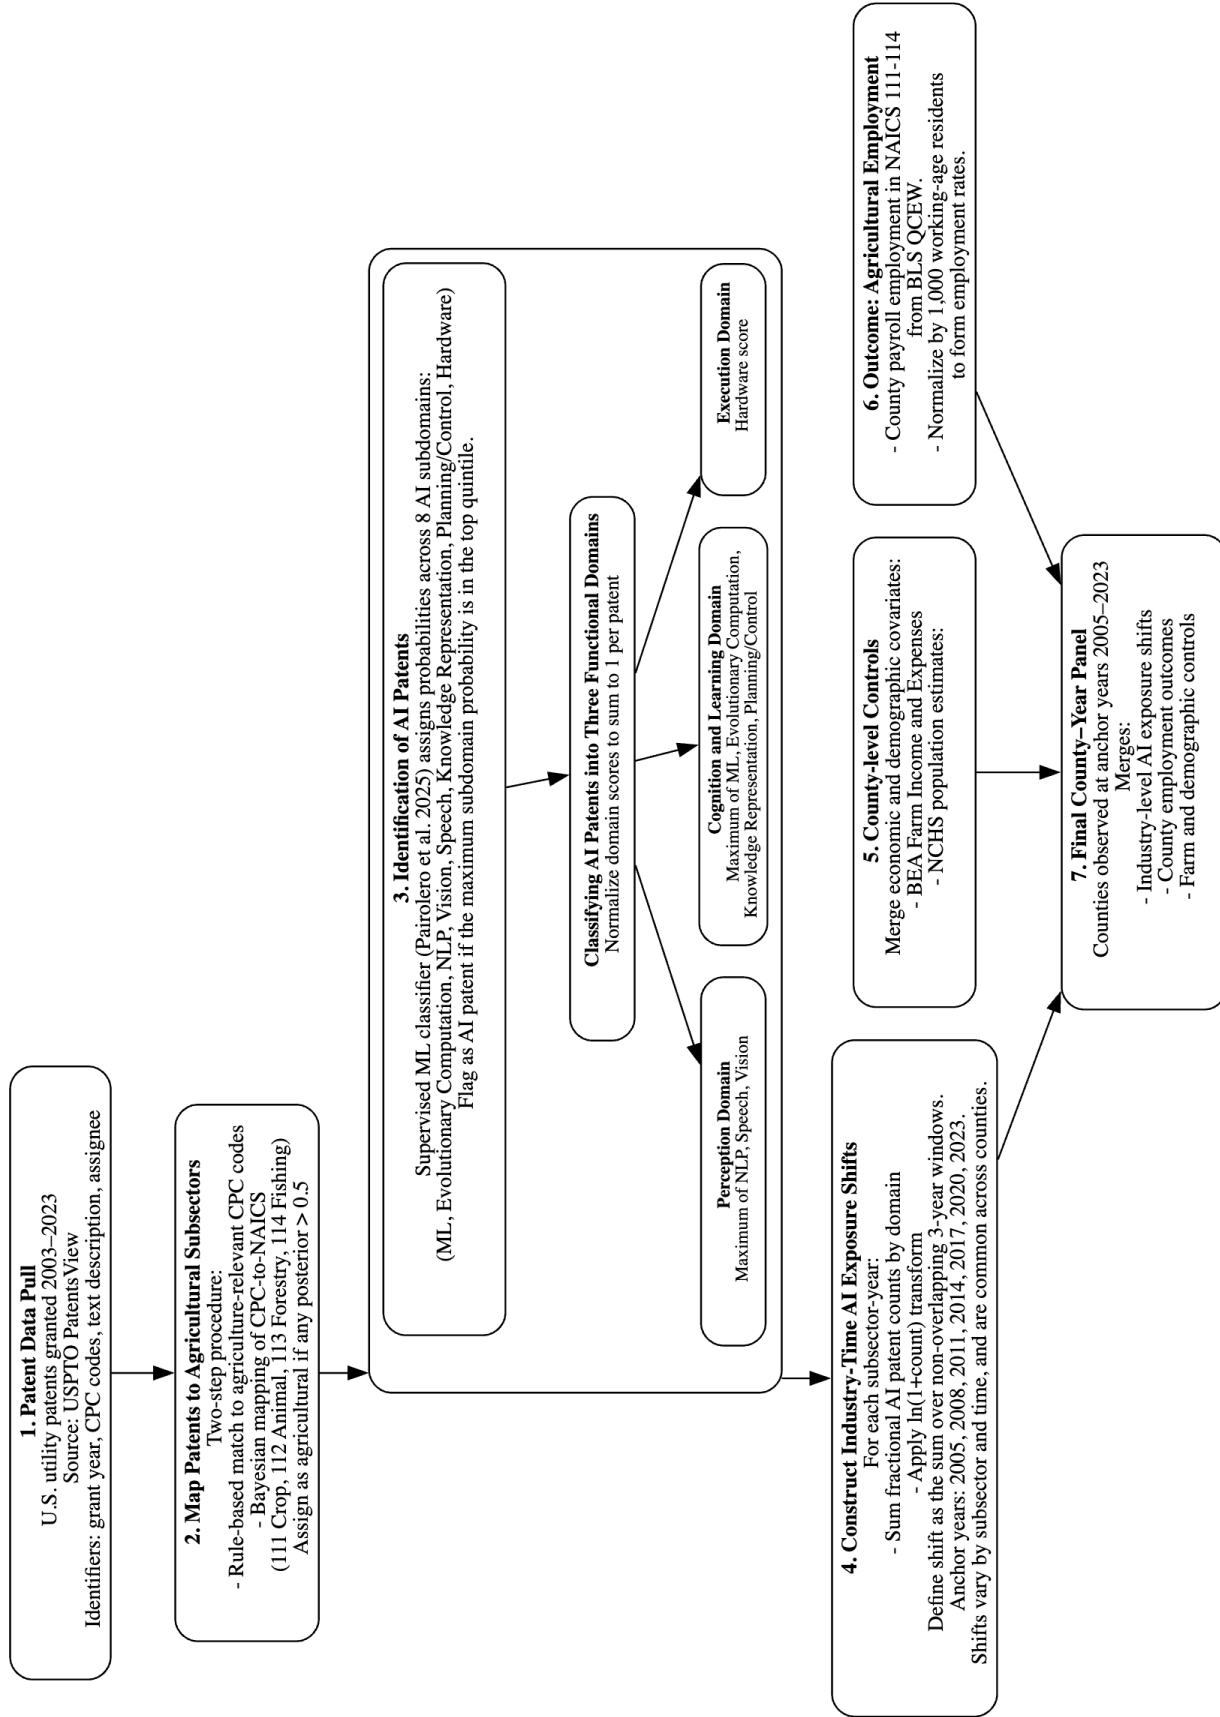 1. Patent Data Pull
U.S. utility patents granted 2003–2023
Source: USPTO PatentsView
Identifiers: grant year, CPC codes, text description, assignee
2. Map Patents to Agricultural Subsectors
Two-step procedure:
- Rule-based match to agriculture-relevant CPC codes
- Bayesian mapping of CPC-to-NAICS
(111 Crop, 112 Animal, 113 Forestry, 114 Fishing)
Assign as agricultural if any posterior > 0.5
3. Identification of AI Patents
Supervised ML classifier (Pairolero et al. 2025) assigns probabilities across 8 AI subdomains:
(ML, Evolutionary Computation, NLP, Vision, Speech, Knowledge Representation, Planning/Control, Hardware)
Flag as AI patent if the maximum subdomain probability is in the top quintile.
Classifying AI Patents into Three Functional Domains
Normalize domain scores to sum to 1 per patent
Perception Domain
Maximum of NLP, Speech, Vision
Cognition and Learning Domain
Maximum of ML, Evolutionary Computation,
Knowledge Representation, Planning/Control
Execution Domain
Hardware score
4. Construct Industry-Time AI Exposure Shifts
For each subsector-year:
- Sum fractional AI patent counts by domain
- Apply ln(1+count) transform
Define shift as the sum over non-overlapping 3-year windows.
Anchor years: 2005, 2008, 2011, 2014, 2017, 2020, 2023.
Shifts vary by subsector and time, and are common across counties.
5. County-level Controls
Merge economic and demographic covariates:
- BEA Farm Income and Expenses
- NCHS population estimates:
6. Outcome: Agricultural Employment
- County payroll employment in NAICS 111-114
from BLS QCEW.
- Normalize by 1,000 working-age residents
to form employment rates.
7. Final County–Year Panel
Counties observed at anchor years 2005–2023
Merges:
- Industry-level AI exposure shifts
- County employment outcomes
- Farm and demographic controls